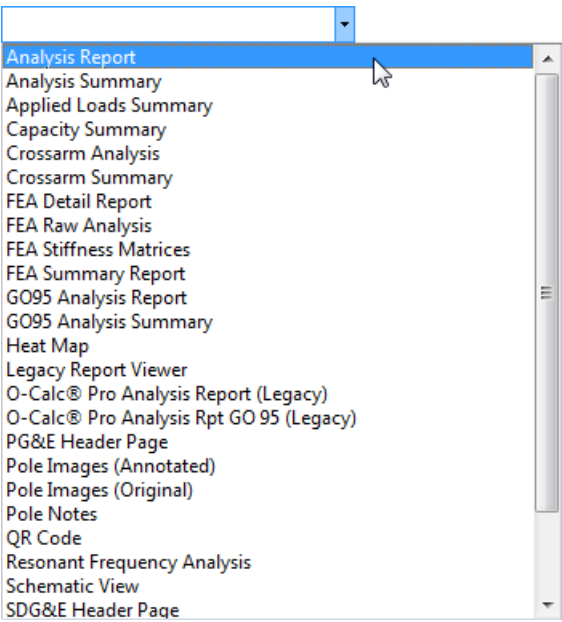 Analysis Report
Analysis Summary
Applied Loads Summary
Capacity Summary
Crossarm Analysis
Crossarm Summary
FEA Detail Report
FEA Raw Analysis
FEA Stiffness Matrices
FEA Summary Report
GO95 Analysis Report
GO95 Analysis Summary
Heat Map
Legacy Report Viewer
O-Calc® Pro Analysis Report (Legacy)
O-Calc® Pro Analysis Rpt GO 95 (Legacy)
PG&E Header Page
Pole Images (Annotated)
Pole Images (Original)
Pole Notes
QR Code
Resonant Frequency Analysis
Schematic View
SDG&E Header Page